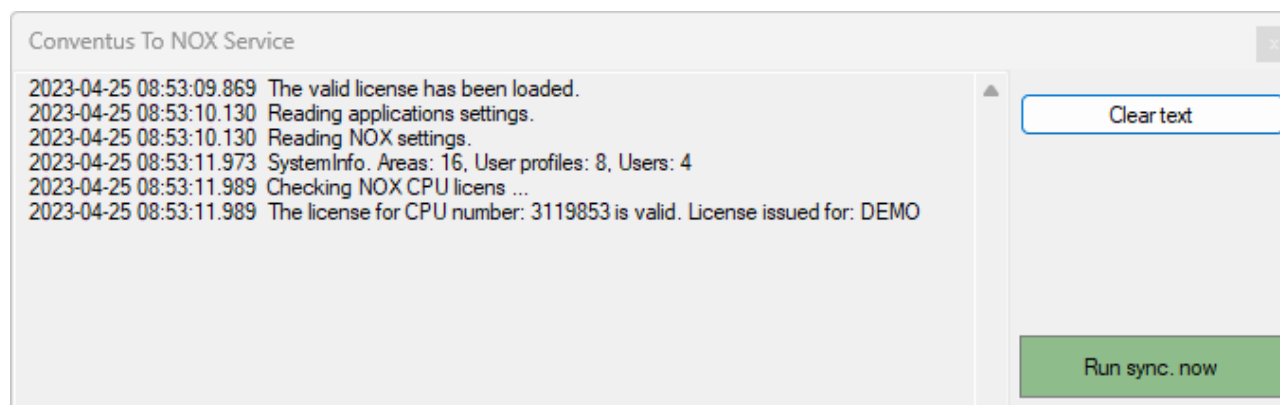 Conventus To NOX Service
2023-04-25 08:53:09.869 The valid license has been loaded.
2023-04-25 08:53:10.130 Reading applications settings.
2023-04-25 08:53:10.130 Reading NOX settings.
2023-04-25 08:53:11.973 SystemInfo. Areas: 16, User profiles: 8, Users: 4
2023-04-25 08:53:11.989 Checking NOX CPU licens ...
2023-04-25 08:53:11.989 The license for CPU number: 3119853 is valid. License issued for: DEMO
Clear text
Run sync. now